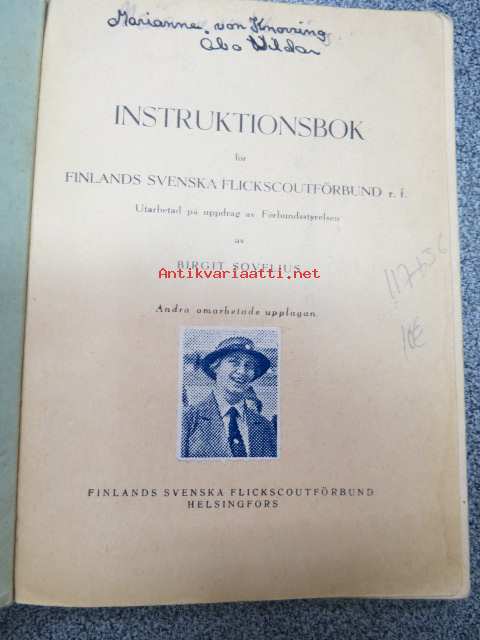 Marianne von Knorring
Åbo Wildar
INSTRUKTIONSBOK
för
FINLANDS SVENSKA FLICKSCOUTFÖRBUND r. f.
Utarbetad på uppdrag av Förbundsstyrelsen
av
BIRGIT SOVELIUS
Antikvariaatti.net
Andra omarbetade upplagan.
10€
FINLANDS SVENSKA FLICKSCOUTFÖRBUND
HELSINGFORS